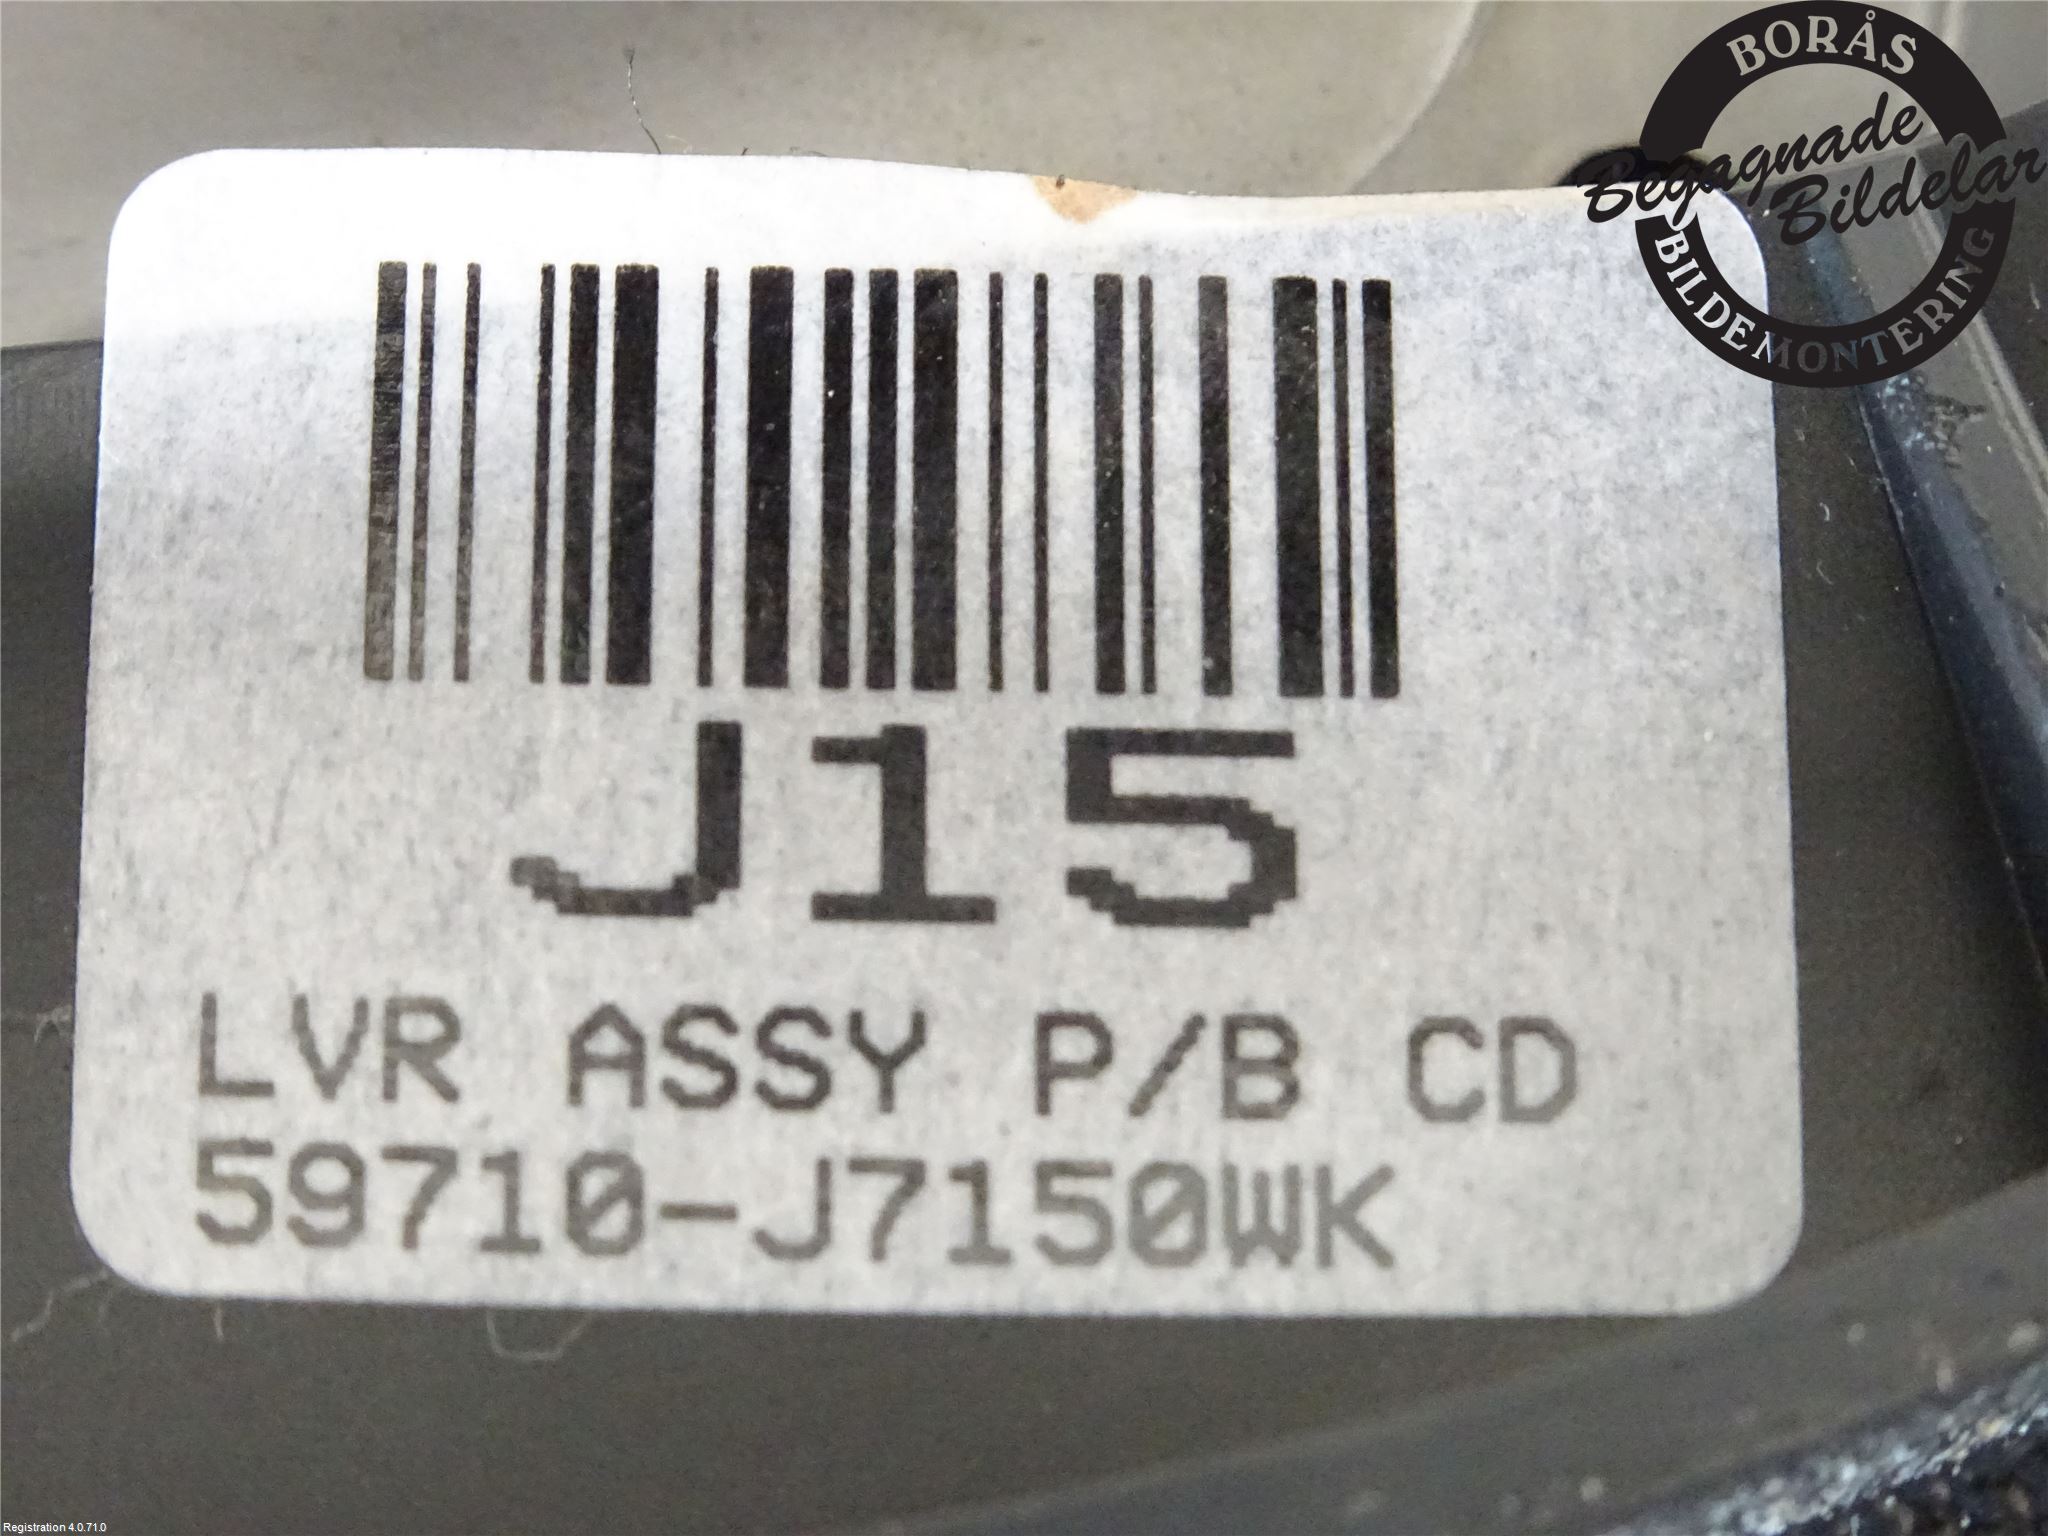 BORÅS
Begagnade
Bildelar
BILDEMONTERING
J15
LVR ASSY P/B CD
59710-J7150WK
Registration 4.0.71.0